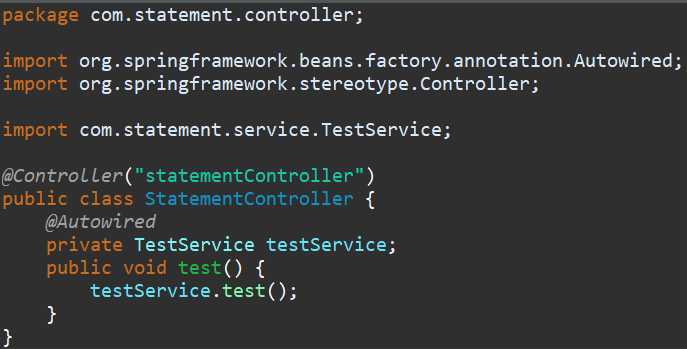 package com.statement.controller;
import org.springframework.beans.factory.annotation.Autowired;
import org.springframework.stereotype.Controller;
import com.statement.service.TestService;
@Controller("statementController")
public class StatementController {
    @Autowired
    private TestService testService;
    public void test() {
        testService.test();
    }
}